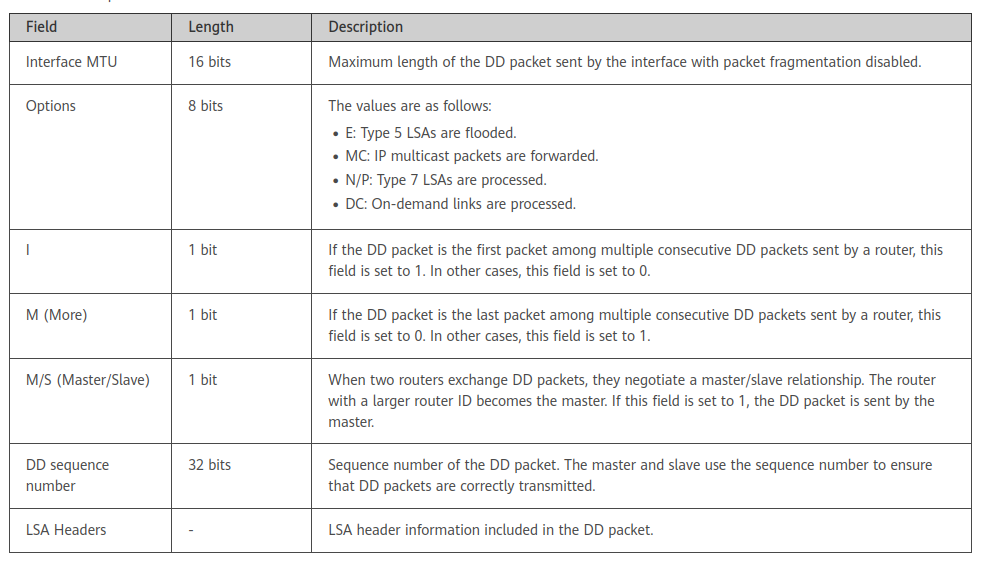 Field Length Description
Interface MTU 16 bits Maximum length of the DD packet sent by the interface with packet fragmentation disabled.
Options 8 bits The values are as follows:
• E: Type 5 LSAs are flooded.
• MC: IP multicast packets are forwarded.
• N/P: Type 7 LSAs are processed.
• DC: On-demand links are processed.
I 1 bit If the DD packet is the first packet among multiple consecutive DD packets sent by a router, this
field is set to 1. In other cases, this field is set to 0.
M (More) 1 bit If the DD packet is the last packet among multiple consecutive DD packets sent by a router, this
field is set to 0. In other cases, this field is set to 1.
M/S (Master/Slave) 1 bit When two routers exchange DD packets, they negotiate a master/slave relationship. The router
with a larger router ID becomes the master. If this field is set to 1, the DD packet is sent by the
master.
DD sequence 32 bits Sequence number of the DD packet. The master and slave use the sequence number to ensure
number that DD packets are correctly transmitted.
LSA Headers - LSA header information included in the DD packet.